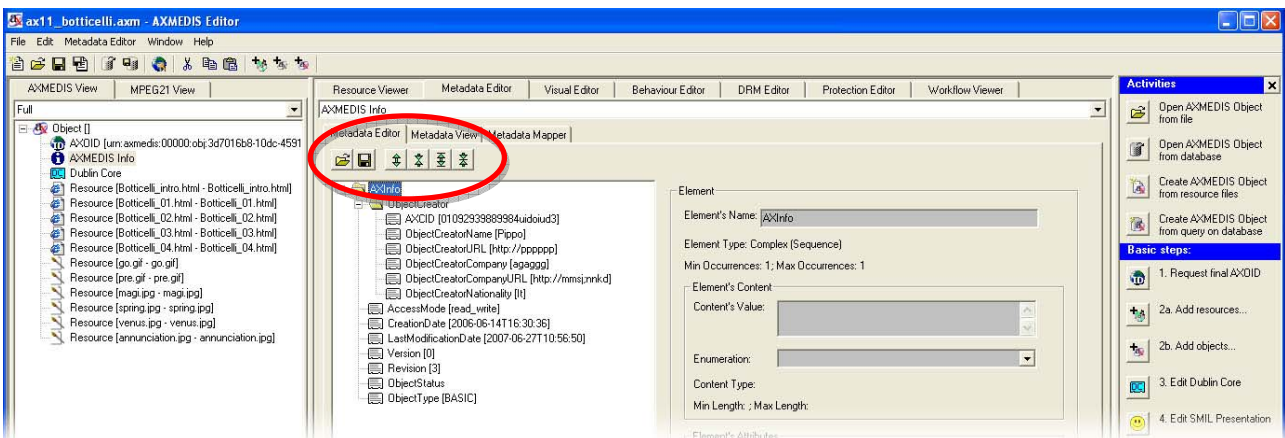 ax11_botticelli.axm - AXMEDIS Editor
File Edit Metadata Editor Window Help
AXMEDIS View MPEG21 View
Full
Object []
AXOID [urn:axmedis:00000:obj:3d7016b8-10dc-4591
AXMEDIS Info
Dublin Core
Resource [Botticelli_intro.html - Botticelli_intro.html]
Resource [Botticelli_01.html - Botticelli_01.html]
Resource [Botticelli_02.html - Botticelli_02.html]
Resource [Botticelli_03.html - Botticelli_03.html]
Resource [Botticelli_04.html - Botticelli_04.html]
Resource [go.gif - go.gif]
Resource [pre.gif - pre.gif]
Resource [magi.jpg - magi.jpg]
Resource [spring.jpg - spring.jpg]
Resource [venus.jpg - venus.jpg]
Resource [annunciation.jpg - annunciation.jpg]
Resource Viewer Metadata Editor Visual Editor Behaviour Editor DRM Editor Protection Editor Workflow Viewer
AXMEDIS Info
Metadata Editor Metadata View Metadata Mapper
AXInfo
ObjectCreator
AXCID [01092939889984uidoiud3]
ObjectCreatorName [Pippo]
ObjectCreatorURL [http://pppppp]
ObjectCreatorCompany [agaggg]
ObjectCreatorCompanyURL [http://mmsj;nnkd]
ObjectCreatorNationality [It]
AccessMode [read_write]
CreationDate [2006-06-14T16:30:36]
LastModificationDate [2007-06-27T10:56:50]
Version [0]
Revision [3]
ObjectStatus
ObjectType [BASIC]
Element
Element's Name: AXInfo
Element Type: Complex (Sequence)
Min Occurrences: 1; Max Occurrences: 1
Element's Content
Content's Value:
Enumeration:
Content Type:
Min Length: ; Max Length:
Element's Attributes
Activities
Open AXMEDIS Object
from file
Open AXMEDIS Object
from database
Create AXMEDIS Object
from resource files
Create AXMEDIS Object
from query on database
Basic steps:
1. Request final AXOID
2a. Add resources...
2b. Add objects...
3. Edit Dublin Core
4. Edit SMIL Presentation